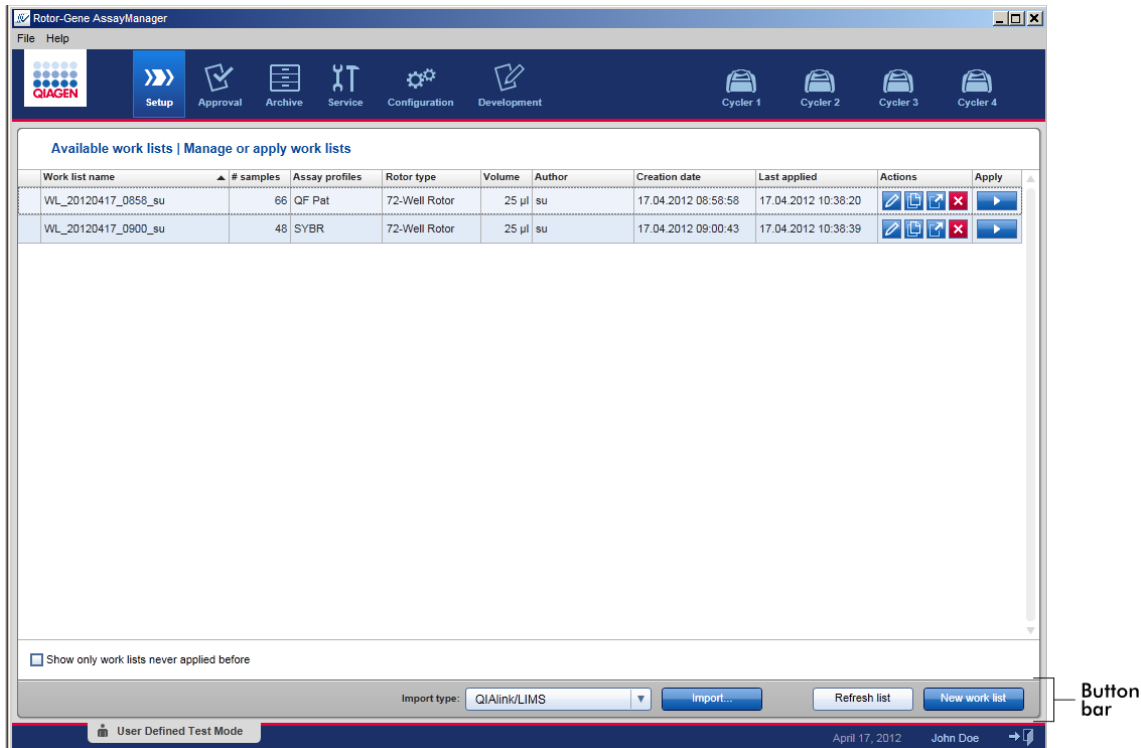 Rotor-Gene AssayManager
File Help
QIAGEN
Setup Approval Archive Service Configuration Development Cycler 1 Cycler 2 Cycler 3 Cycler 4
Available work lists | Manage or apply work lists
Work list name # samples Assay profiles Rotor type Volume Author Creation date Last applied Actions Apply
WL_20120417_0858_su 66 QF Pat 72-Well Rotor 25 µl su 17.04.2012 08:58:58 17.04.2012 10:38:20
WL_20120417_0900_su 48 SYBR 72-Well Rotor 25 µl su 17.04.2012 09:00:43 17.04.2012 10:38:39
Show only work lists never applied before
Import type: QIAlink/LIMS Import... Refresh list New work list
Button
bar
User Defined Test Mode April 17, 2012 John Doe